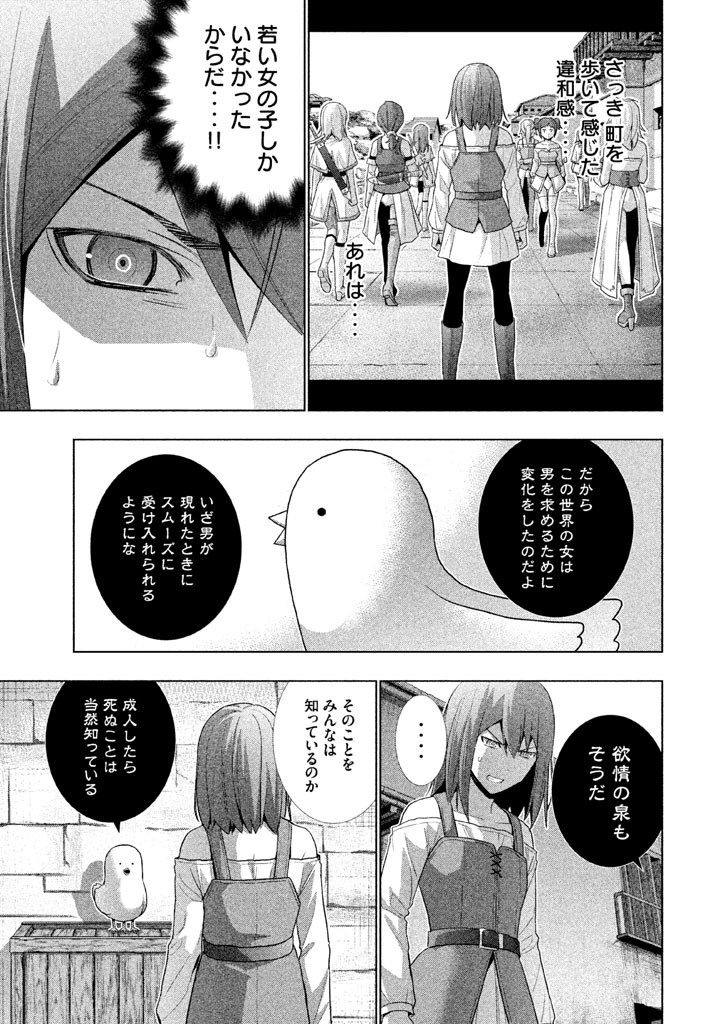 さっき 町を
歩いて感じた
違和感‥‥
あれは‥‥
若い女の子しか
いなかった
からだ‥‥!!
だから
この世界の女は
男を求めるために
変化をしたのだよ
いざ男が
現れたときに
スムーズに
受け入れられる
ようにな
欲情の泉も
そうだ
‥‥
そのことを
みんなは
知っているのか
成人したら
死ぬことは
当然知っている